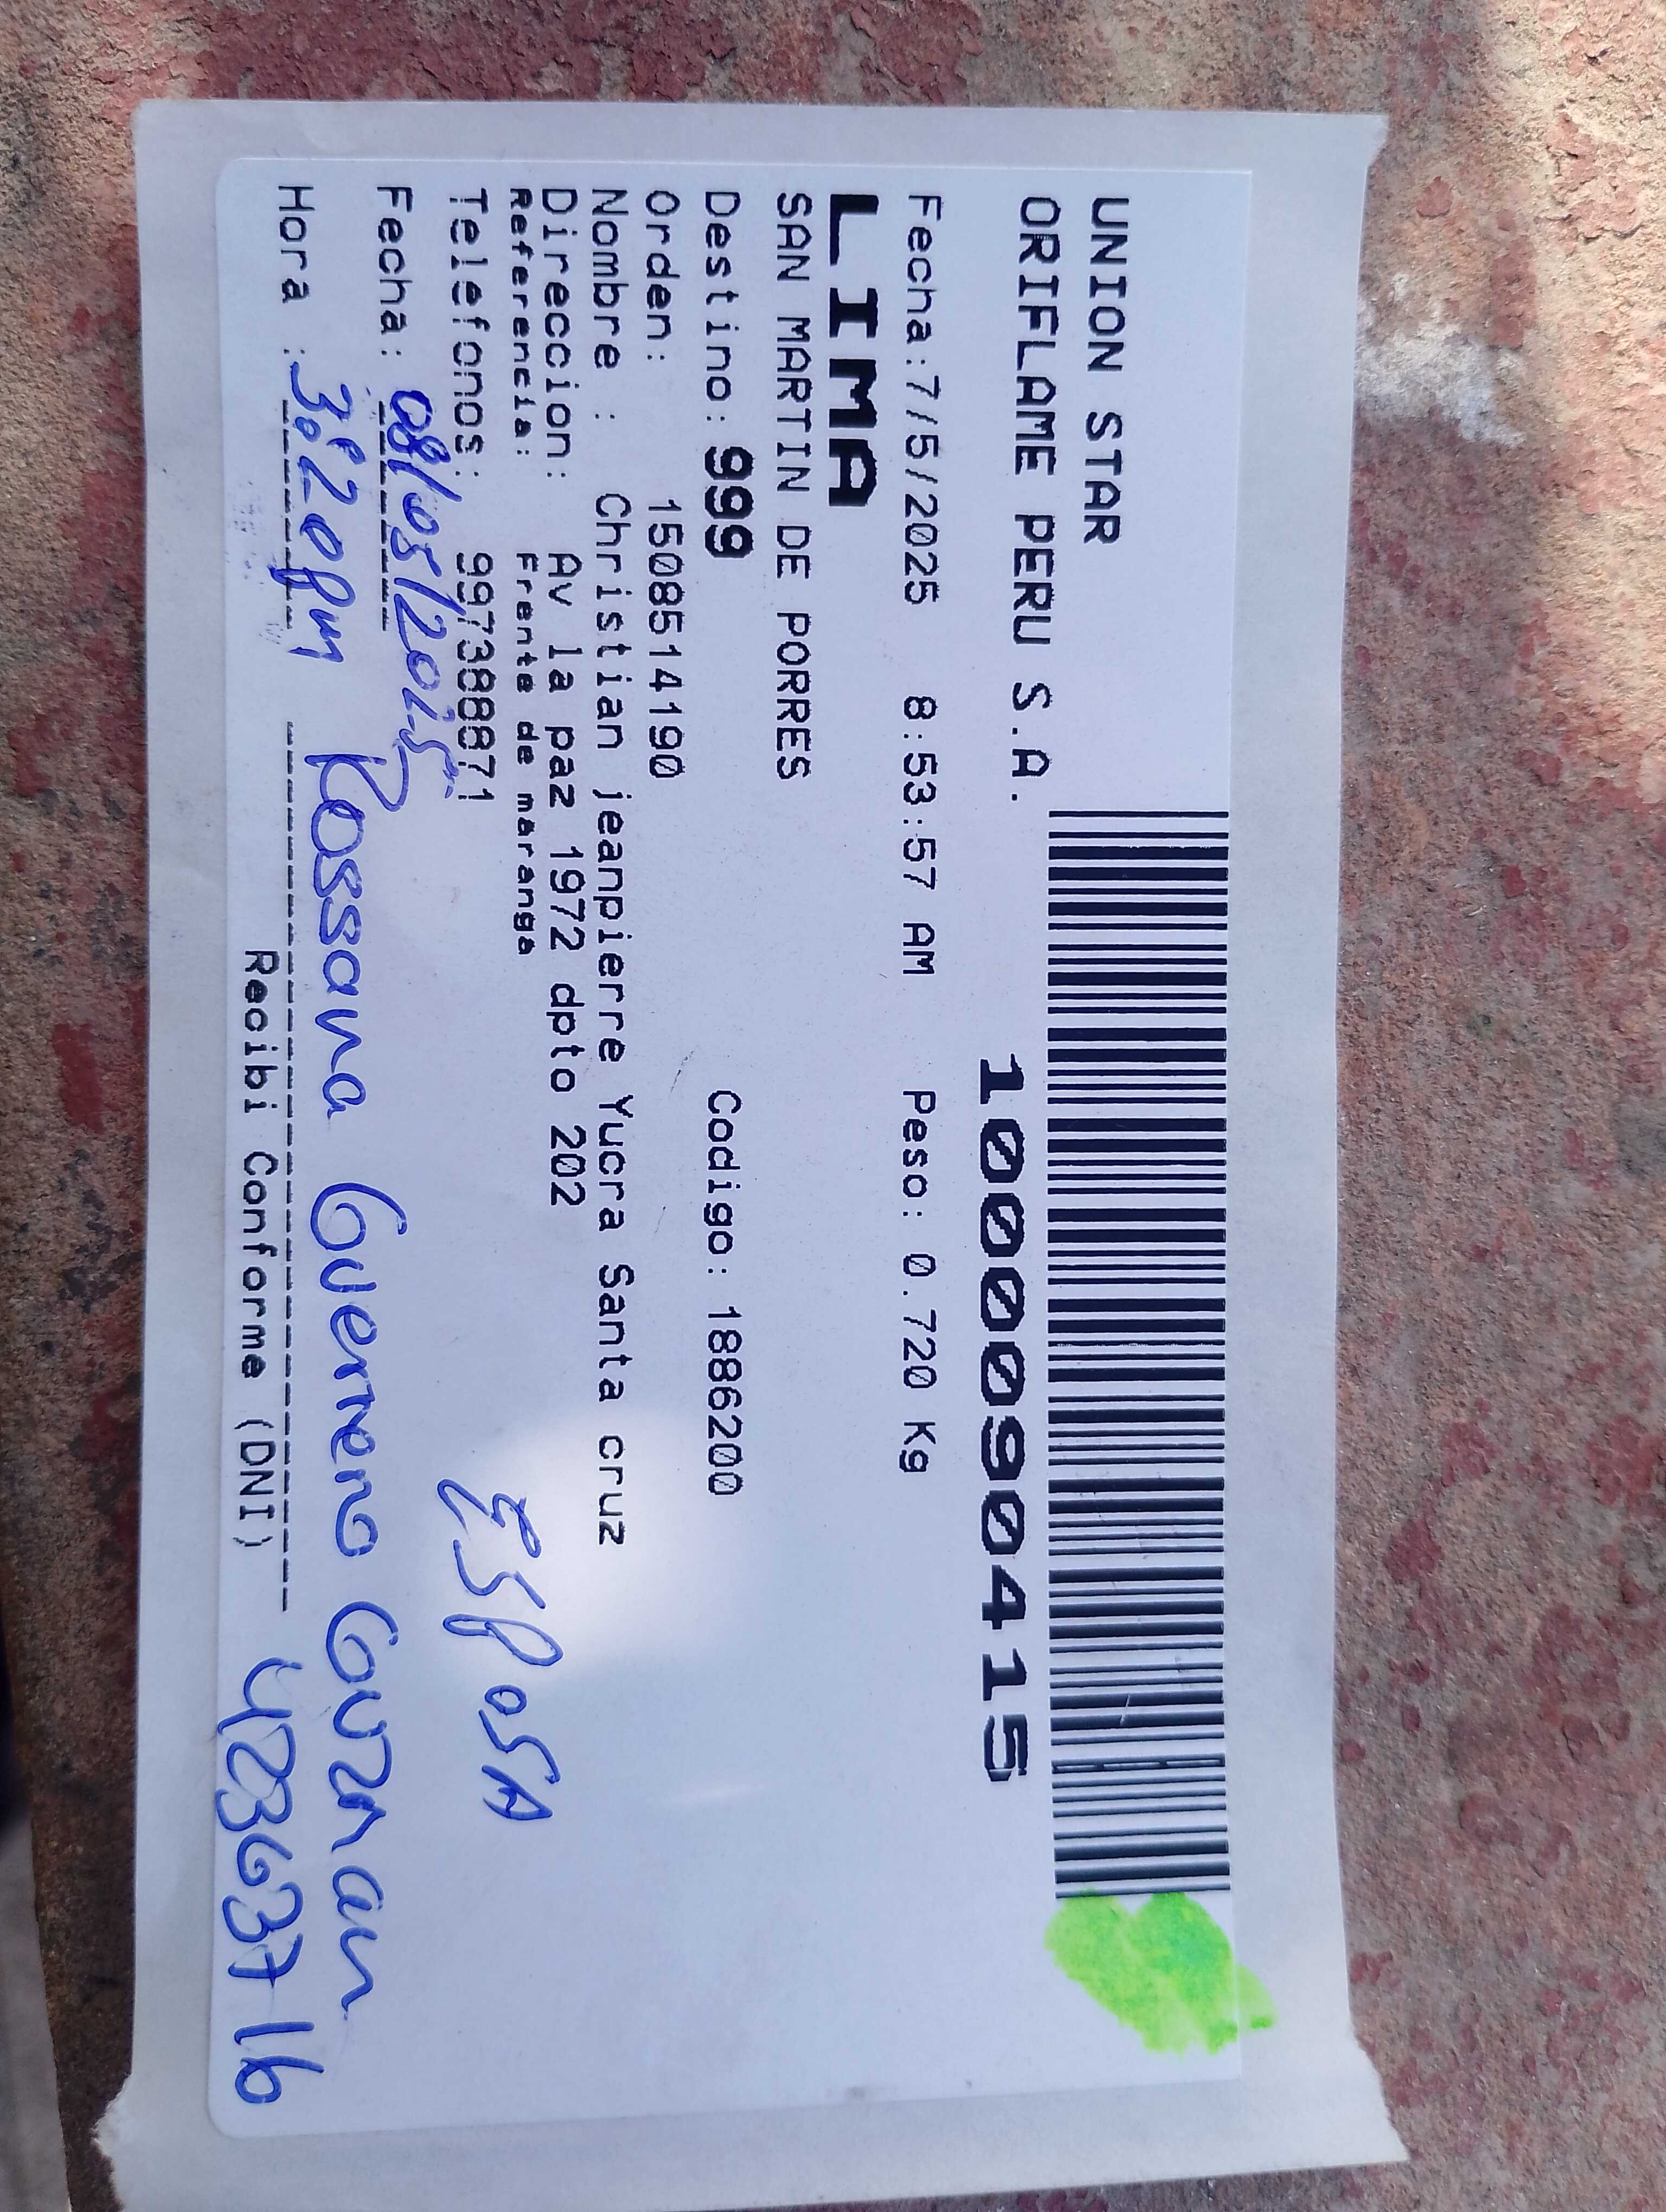 UNION STAR
ORIFLAME PERU S.A.
1000090415
Fecha:7/5/2025 8:53:57 AM Peso: 0.720 Kg
LIMA
SAN MARTIN DE PORRES
Destino: 999 Codigo: 1886200
Orden: 1508514190
Nombre : Christian jeanpierre Yucra Santa cruz
Direccion: Av la paz 1972 dpto 202
Referencia: Frente de maranga
Telefonos: 997388871
ESPOSA
Fecha: 08/05/2025
Rossana Guerrero Guzman
Hora : 3:20pm
42363716
Recibi Conforme (DNI)